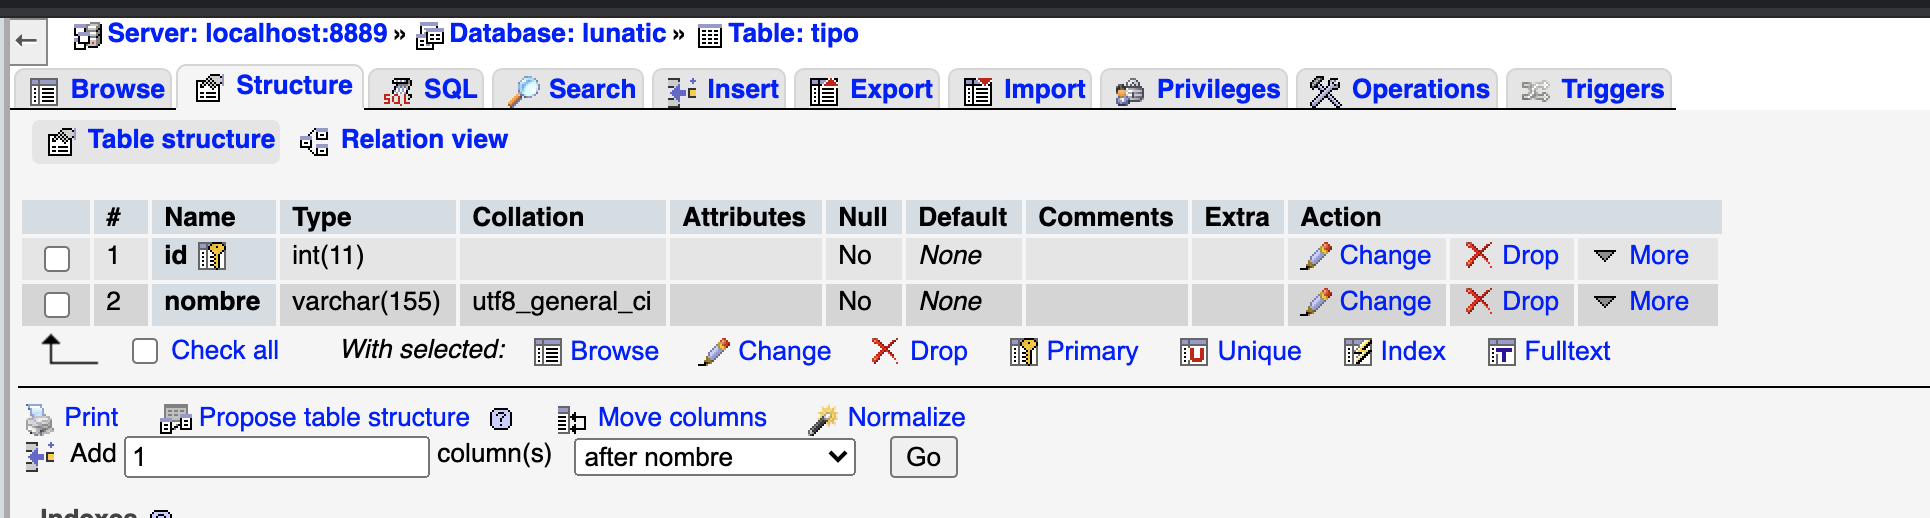 ← Server: localhost:8889 » Database: lunatic » Table: tipo
Browse Structure SQL Search Insert Export Import Privileges Operations Triggers
Table structure Relation view
# Name Type Collation Attributes Null Default Comments Extra Action
1 id int(11) No None Change Drop More
2 nombre varchar(155) utf8_general_ci No None Change Drop More
Check all With selected: Browse Change Drop Primary Unique Index Fulltext
Print Propose table structure Move columns Normalize
Add 1 column(s) after nombre Go
Indexes